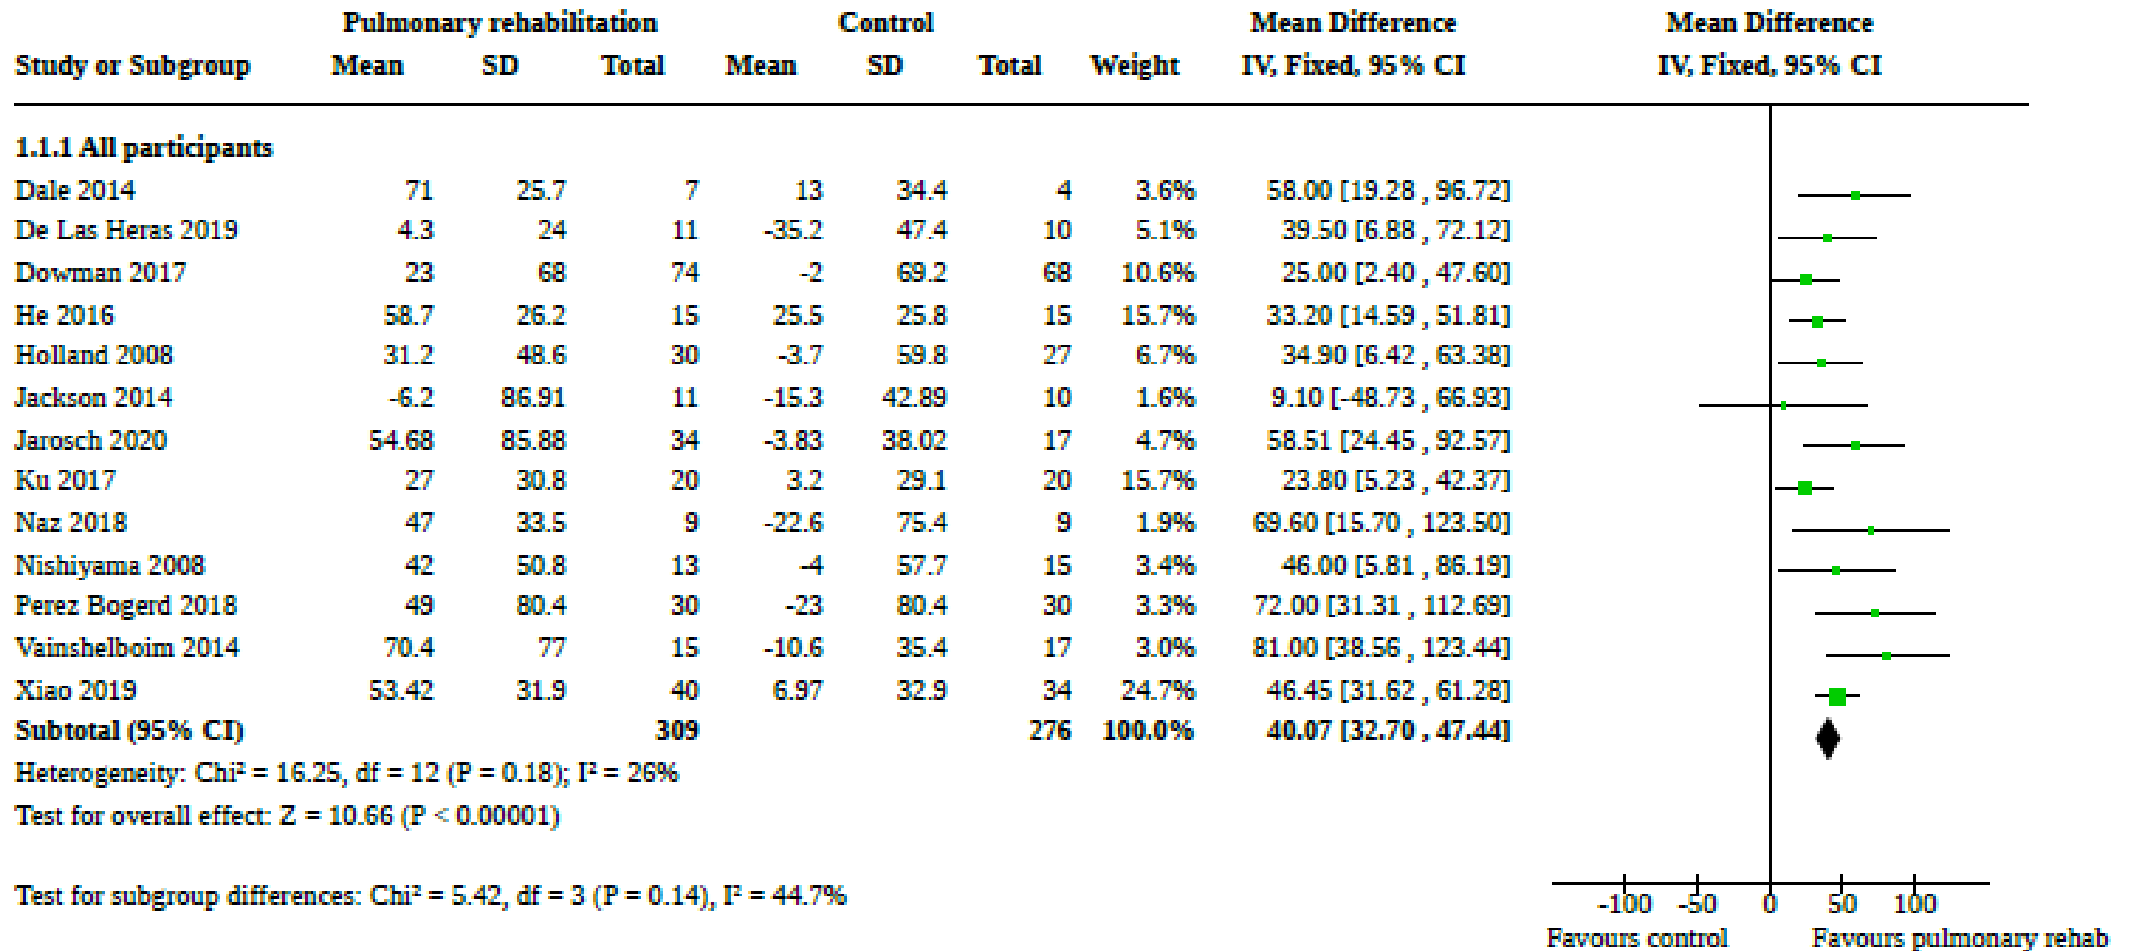 Pulmonary rehabilitation Control Mean Difference Mean Difference
Study or Subgroup Mean SD Total Mean SD Total Weight IV, Fixed, 95% CI IV, Fixed, 95% CI
1.1.1 All participants
Dale 2014 71 25.7 7 13 34.4 4 3.6% 58.00 [19.28 , 96.72]
De Las Heras 2019 4.3 24 11 -35.2 47.4 10 5.1% 39.50 [6.88 , 72.12]
Dowman 2017 23 68 74 -2 69.2 68 10.6% 25.00 [2.40 , 47.60]
He 2016 58.7 26.2 15 25.5 25.8 15 15.7% 33.20 [14.59 , 51.81]
Holland 2008 31.2 48.6 30 -3.7 59.8 27 6.7% 34.90 [6.42 , 63.38]
Jackson 2014 -6.2 86.91 11 -15.3 42.89 10 1.6% 9.10 [-48.73 , 66.93]
Jarosch 2020 54.68 85.88 34 -3.83 38.02 17 4.7% 58.51 [24.45 , 92.57]
Ku 2017 27 30.8 20 3.2 29.1 20 15.7% 23.80 [5.23 , 42.37]
Naz 2018 47 33.5 9 -22.6 75.4 9 1.9% 69.60 [15.70 , 123.50]
Nishiyama 2008 42 50.8 13 -4 57.7 15 3.4% 46.00 [5.81 , 86.19]
Perez Bogerd 2018 49 80.4 30 -23 80.4 30 3.3% 72.00 [31.31 , 112.69]
Vainshelboim 2014 70.4 77 15 -10.6 35.4 17 3.0% 81.00 [38.56 , 123.44]
Xiao 2019 53.42 31.9 40 6.97 32.9 34 24.7% 46.45 [31.62 , 61.28]
Subtotal (95% CI) 309 276 100.0% 40.07 [32.70 , 47.44]
Heterogeneity: Chi² = 16.25, df = 12 (P = 0.18); I² = 26%
Test for overall effect: Z = 10.66 (P < 0.00001)
Test for subgroup differences: Chi² = 5.42, df = 3 (P = 0.14), I² = 44.7%
-100 -50 0 50 100
Favours control Favours pulmonary rehab